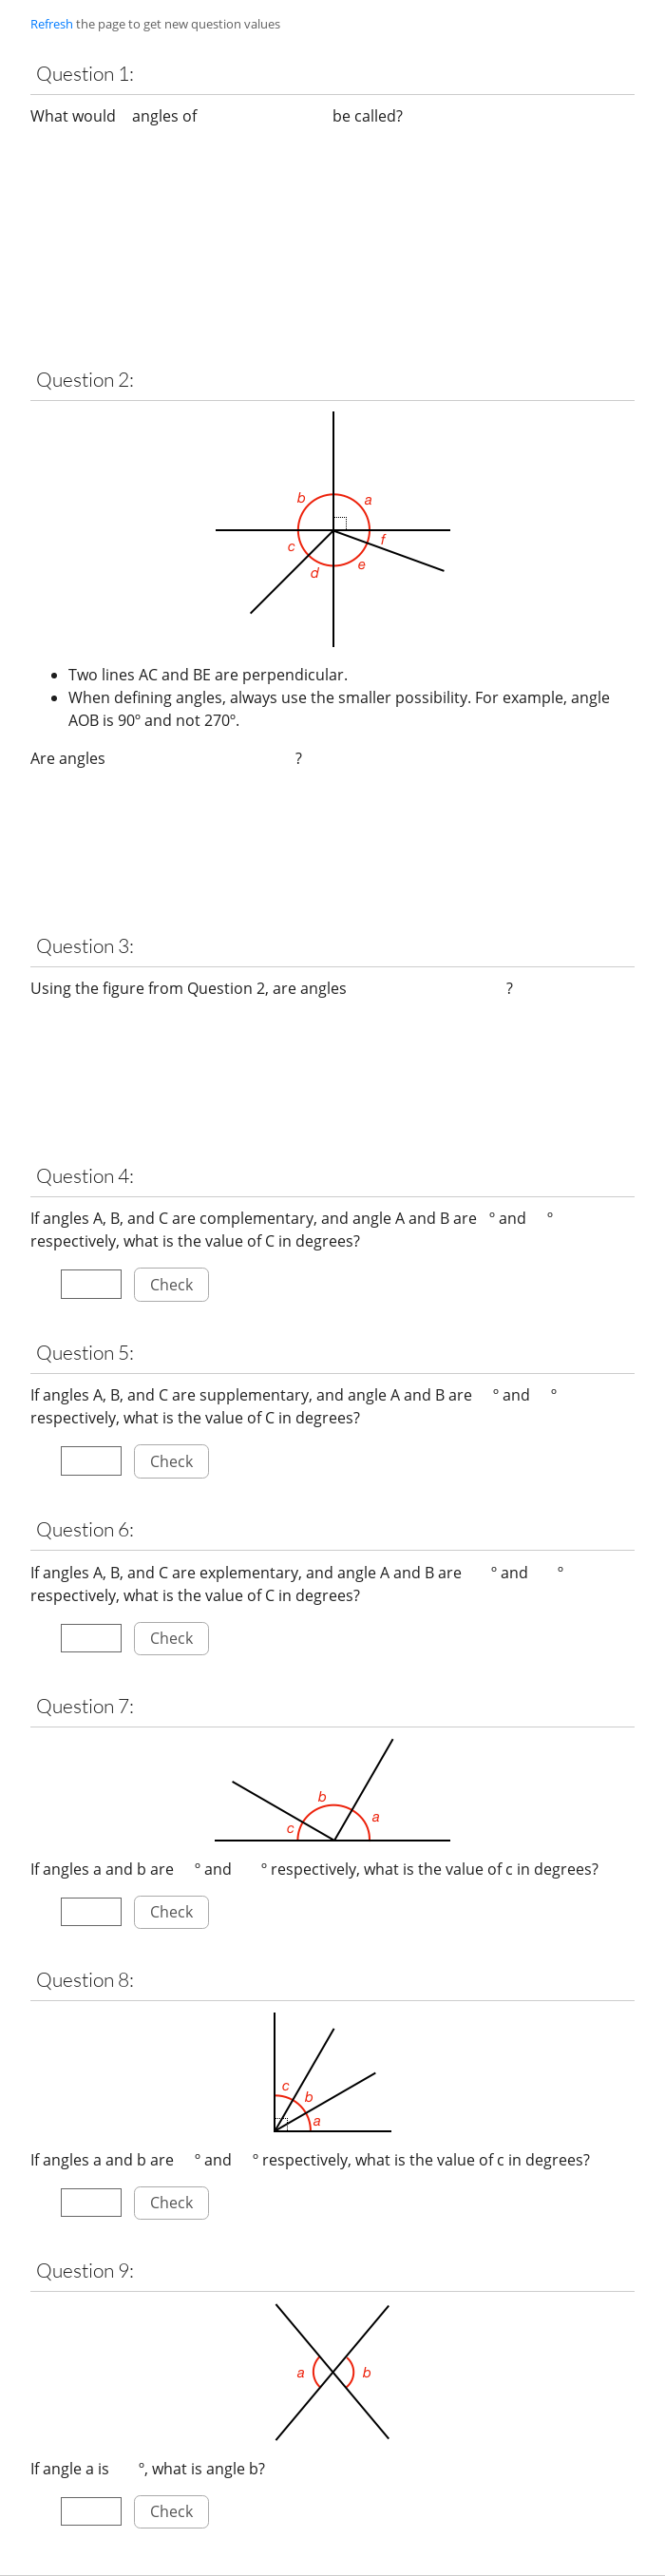 Refresh the page to get new question values
Question 1:
What would angles of be called?
Question 2:
b
a
c
f
d
e
Two lines AC and BE are perpendicular.
When defining angles, always use the smaller possibility. For example, angle
AOB is 90º and not 270º.
Are angles ?
Question 3:
Using the figure from Question 2, are angles ?
Question 4:
If angles A, B, and C are complementary, and angle A and B are º and º
respectively, what is the value of C in degrees?
Check
Question 5:
If angles A, B, and C are supplementary, and angle A and B are º and º
respectively, what is the value of C in degrees?
Check
Question 6:
If angles A, B, and C are explementary, and angle A and B are º and º
respectively, what is the value of C in degrees?
Check
Question 7:
b
a
c
If angles a and b are º and º respectively, what is the value of c in degrees?
Check
Question 8:
c
b
a
If angles a and b are º and º respectively, what is the value of c in degrees?
Check
Question 9:
a
b
If angle a is º, what is angle b?
Check